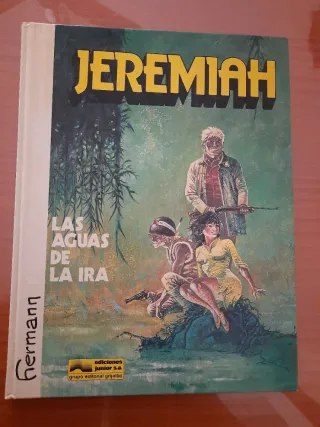 JEREMIAH
LAS
AGUAS
DE
LA IRA
hermann
ediciones
junior s.a.
grupo editorial grijalbo